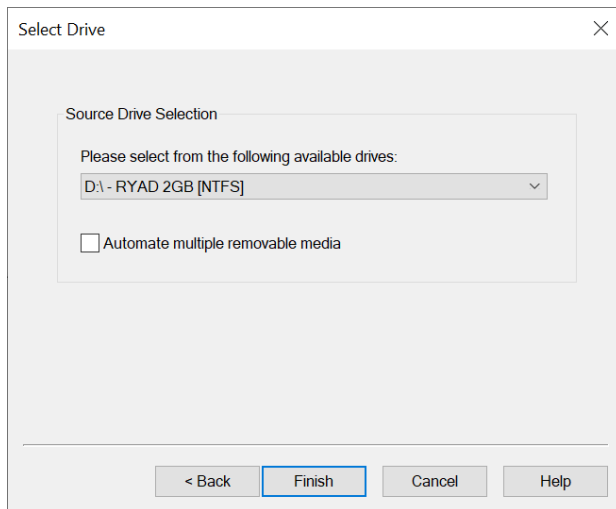 Select Drive
Source Drive Selection
Please select from the following available drives:
D:\ - RYAD 2GB [NTFS]
Automate multiple removable media
< Back Finish Cancel Help